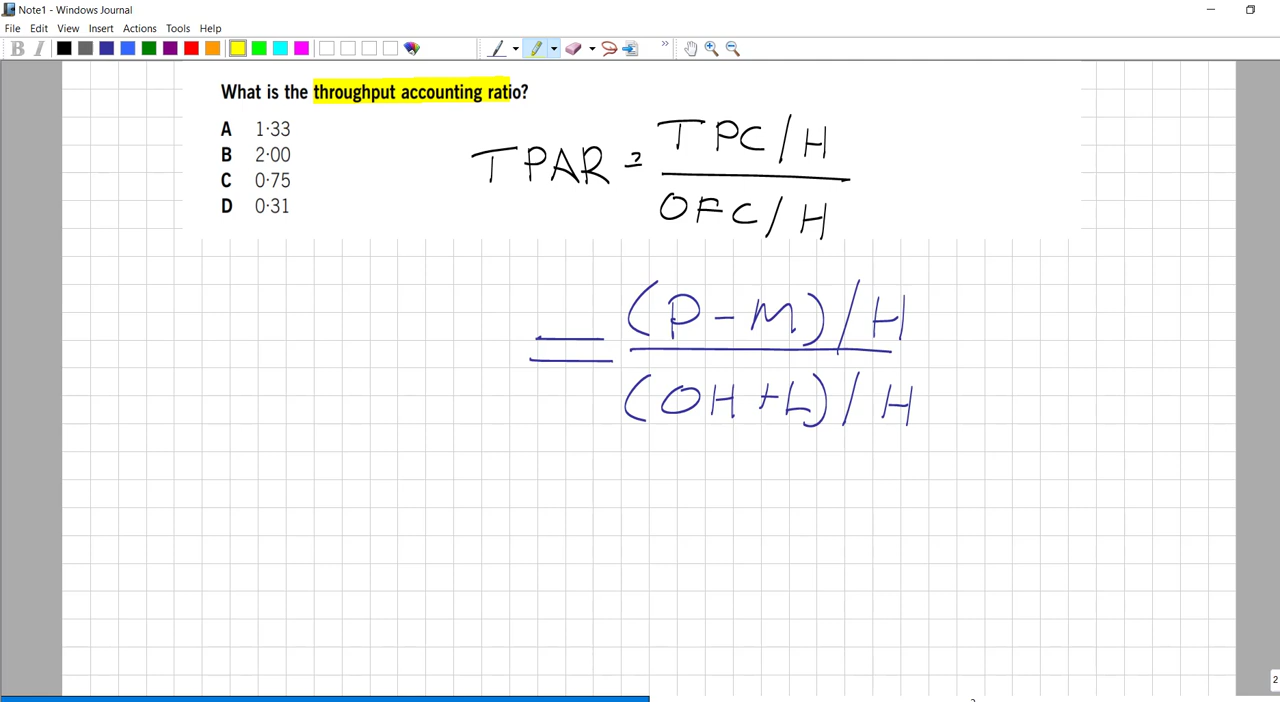 Note1 - Windows Journal
File Edit View Insert Actions Tools Help
B I »
What is the throughput accounting ratio?
A 1·33
B 2·00
C 0·75
D 0·31
TPAR = TPC/H
OFC/H
= (P-M)/H
(OH+L)/H
2